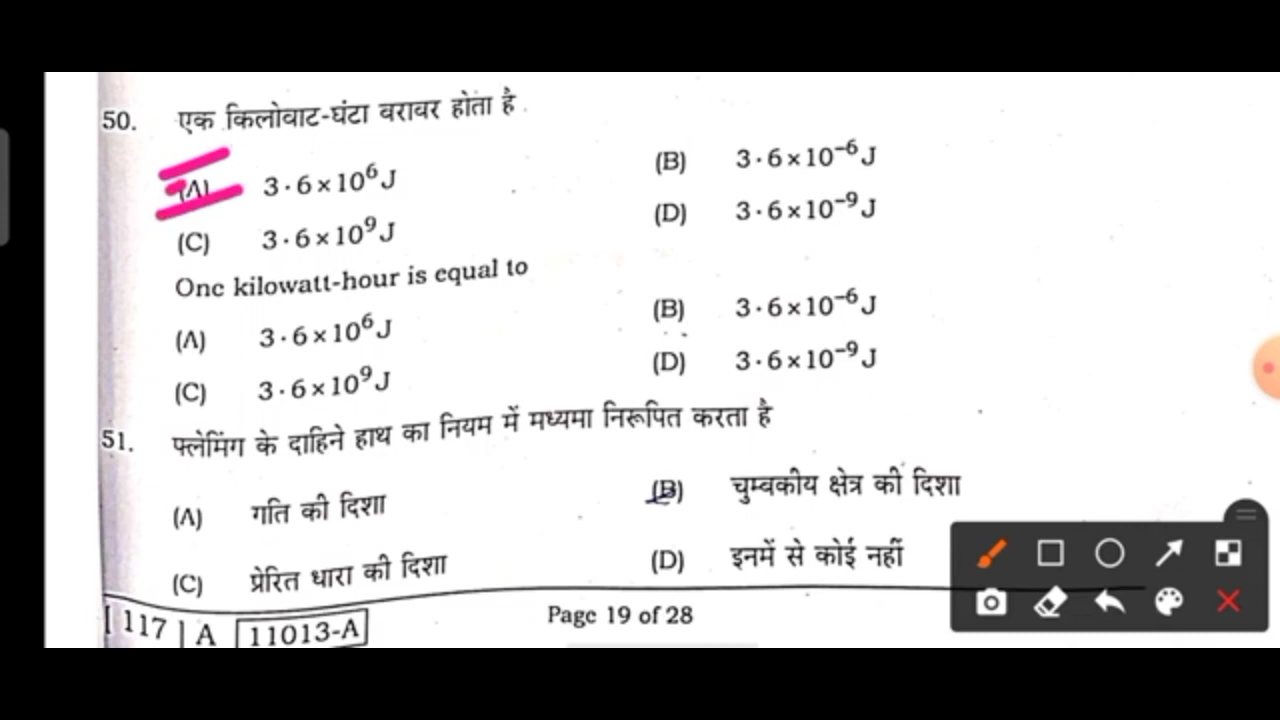 50. एक किलोवाट-घंटा बरावर होता है
(A) 3·6×10⁶ J (B) 3·6×10⁻⁶ J
(C) 3·6×10⁹ J (D) 3·6×10⁻⁹ J
One kilowatt-hour is equal to
(A) 3·6×10⁶ J (B) 3·6×10⁻⁶ J
(C) 3·6×10⁹ J (D) 3·6×10⁻⁹ J
51. फ्लेमिंग के दाहिने हाथ का नियम में मध्यमा निरूपित करता है
(A) गति की दिशा (B) चुम्बकीय क्षेत्र की दिशा
(C) प्रेरित धारा की दिशा (D) इनमें से कोई नहीं
[ 117 ] A 11013-A Page 19 of 28